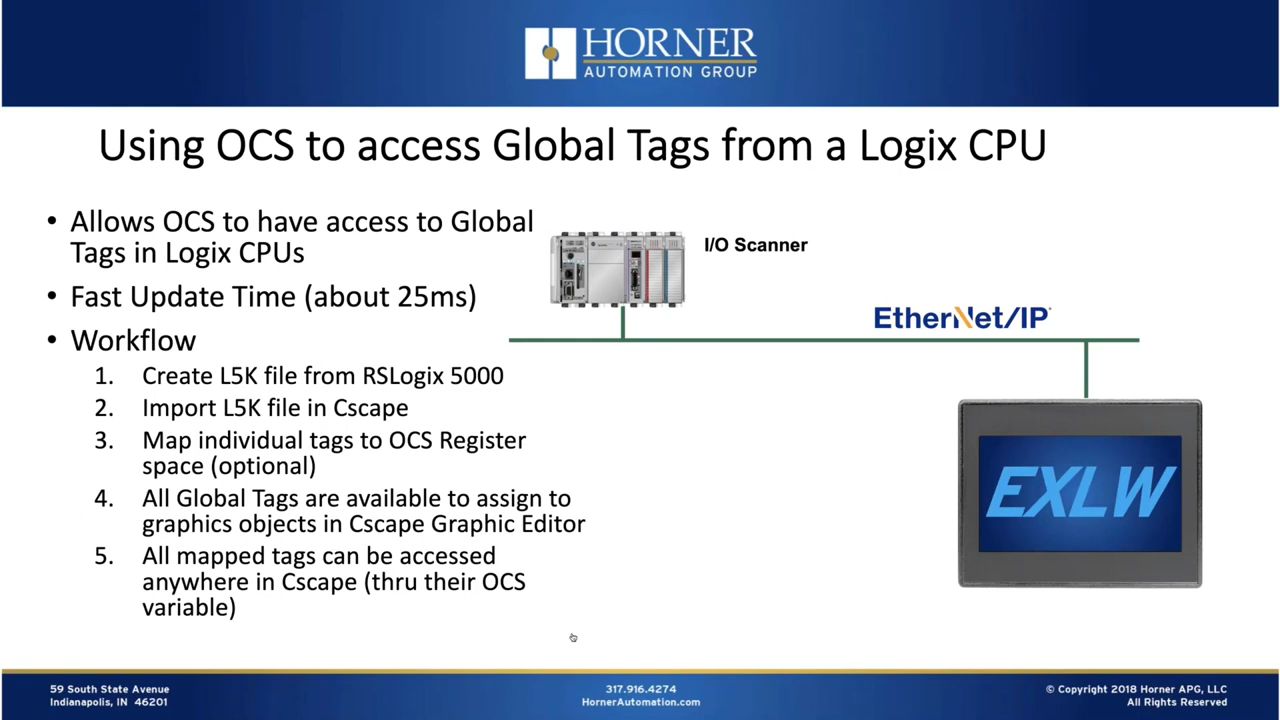 HORNER
AUTOMATION GROUP
Using OCS to access Global Tags from a Logix CPU
• Allows OCS to have access to Global
Tags in Logix CPUs
• Fast Update Time (about 25ms)
• Workflow
1. Create L5K file from RSLogix 5000
2. Import L5K file in Cscape
3. Map individual tags to OCS Register
space (optional)
4. All Global Tags are available to assign to
graphics objects in Cscape Graphic Editor
5. All mapped tags can be accessed
anywhere in Cscape (thru their OCS
variable)
I/O Scanner
EtherNet/IP
EXLW
59 South State Avenue
Indianapolis, IN 46201
317.916.4274
HornerAutomation.com
© Copyright 2018 Horner APG, LLC
All Rights Reserved